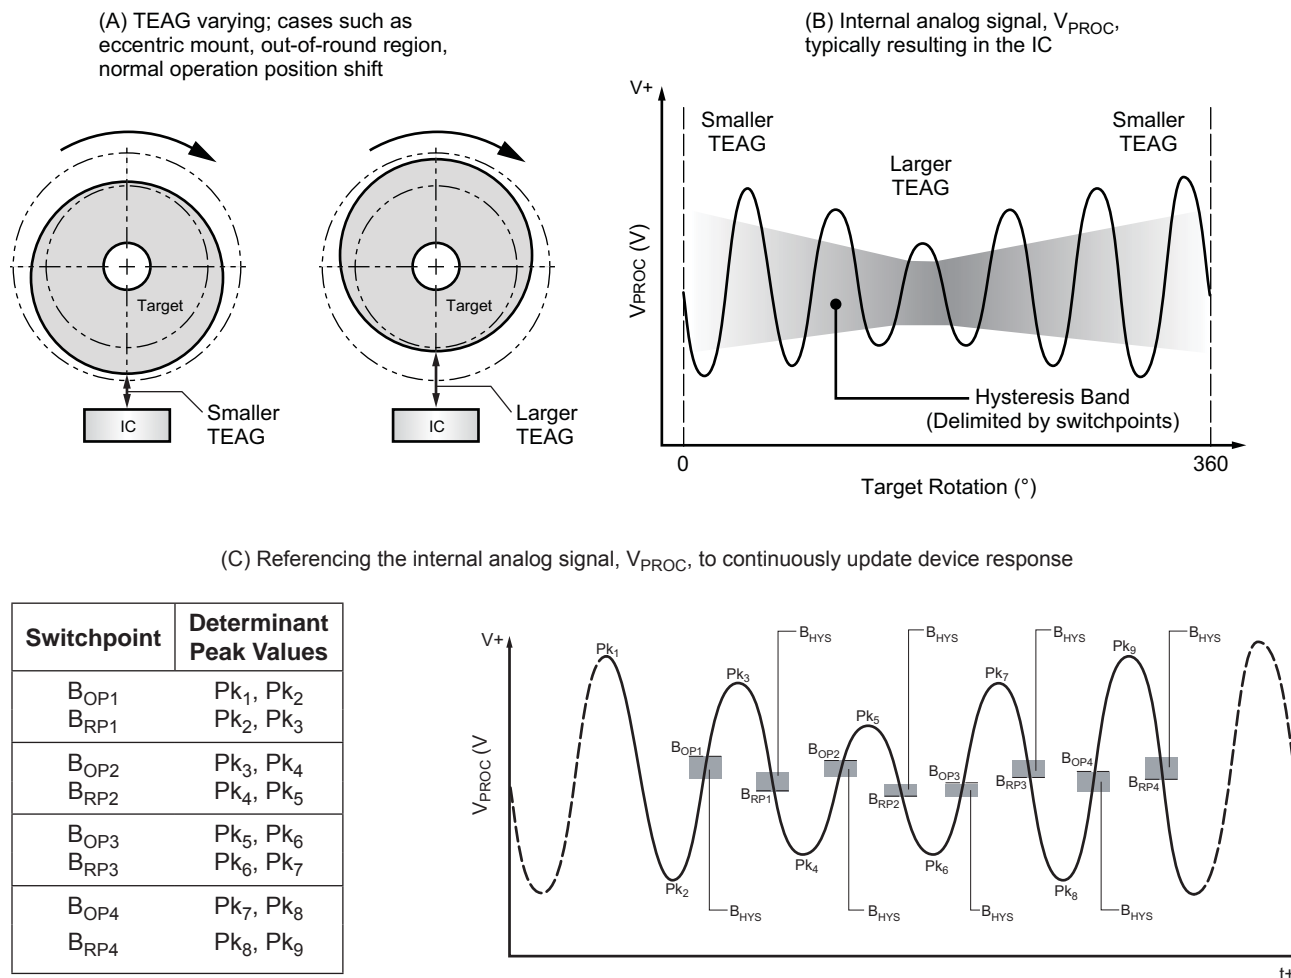 (A) TEAG varying; cases such as
eccentric mount, out-of-round region,
normal operation position shift
Target
IC
Smaller
TEAG
Target
IC
Larger
TEAG
(B) Internal analog signal, VPROC,
typically resulting in the IC
V+
Smaller
TEAG
Larger
TEAG
Smaller
TEAG
VPROC (V)
Hysteresis Band
(Delimited by switchpoints)
0
360
Target Rotation (°)
(C) Referencing the internal analog signal, VPROC, to continuously update device response
Switchpoint Determinant
Peak Values
BOP1 Pk1, Pk2
BRP1 Pk2, Pk3
BOP2 Pk3, Pk4
BRP2 Pk4, Pk5
BOP3 Pk5, Pk6
BRP3 Pk6, Pk7
BOP4 Pk7, Pk8
BRP4 Pk8, Pk9
V+
VPROC (V
BHYS
BHYS
BHYS
BHYS
Pk1
Pk3
Pk5
Pk7
Pk9
BOP1
BOP2
BOP3
BOP4
BRP1
BRP2
BRP3
BRP4
Pk2
Pk4
Pk6
Pk8
BHYS
BHYS
BHYS
BHYS
t+